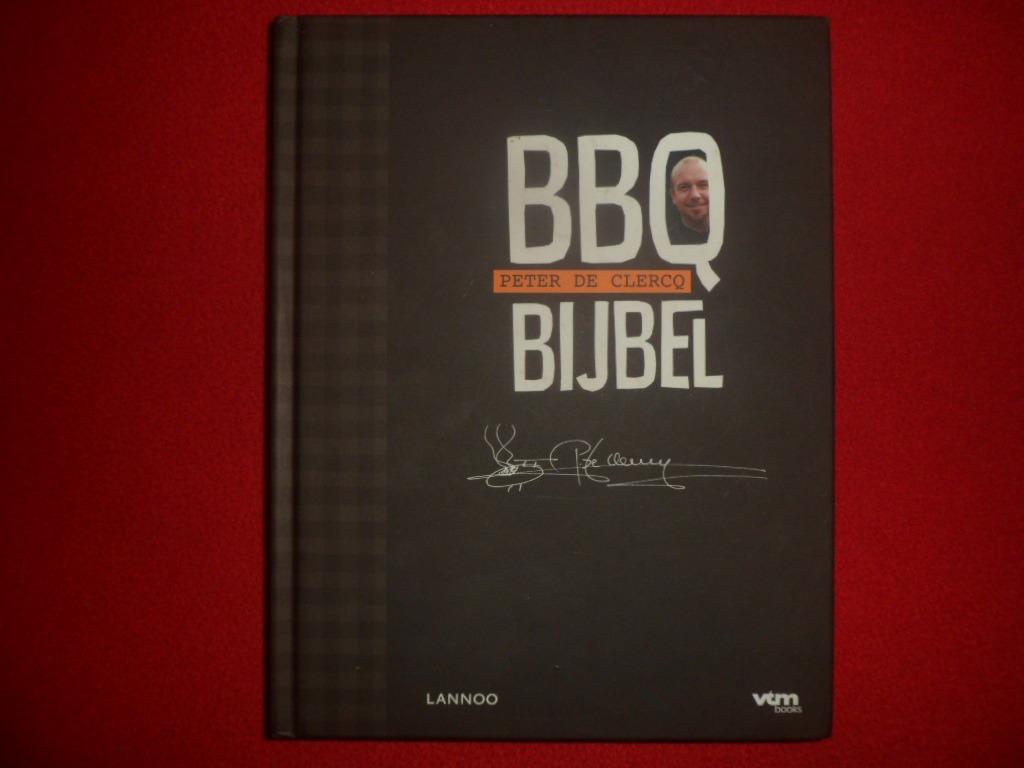 BBQ
PETER DE CLERCQ
BIJBEL
LANNOO
vtm
books